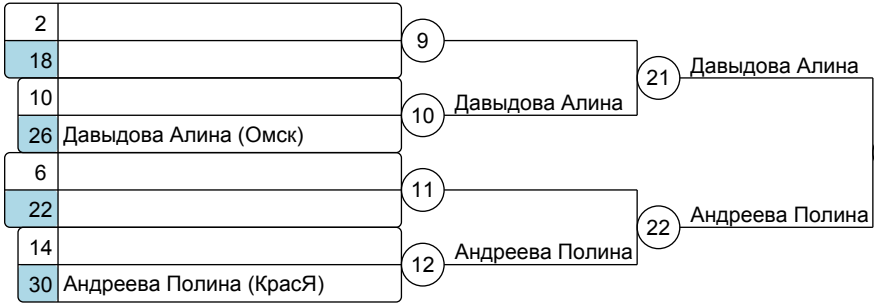 2
18
9
10
26 Давыдова Алина (Омск)
10 Давыдова Алина
21 Давыдова Алина
6
22
11
14
30 Андреева Полина (КрасЯ)
12 Андреева Полина
22 Андреева Полина